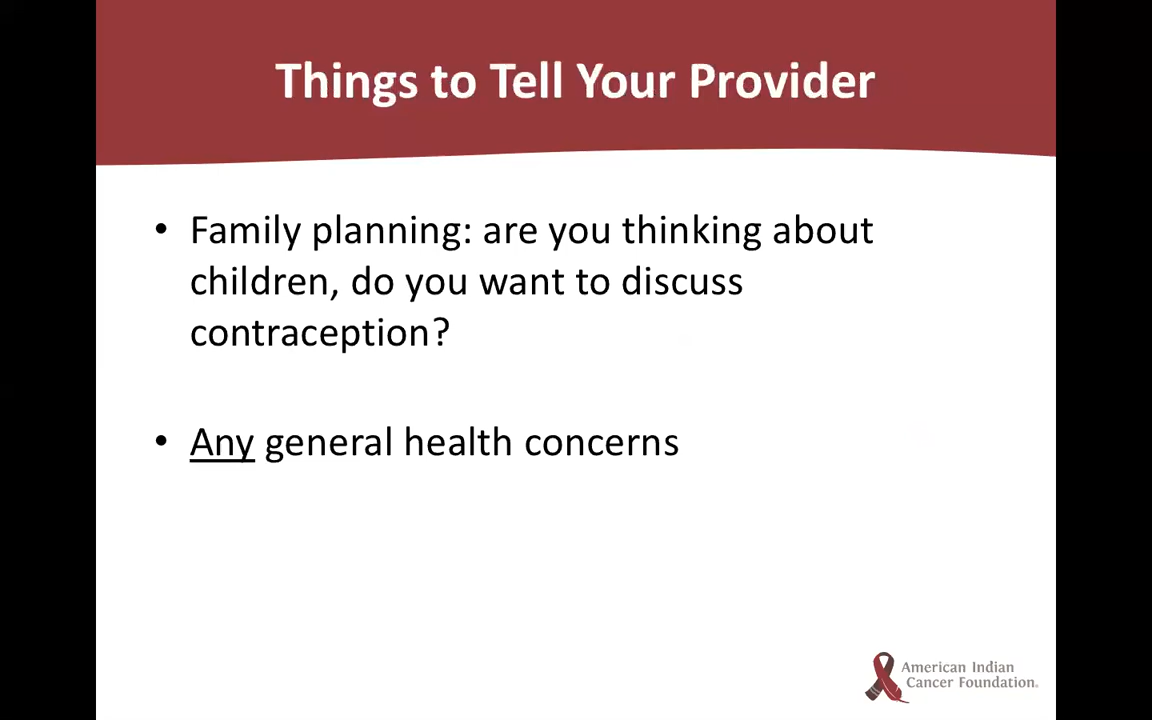 Things to Tell Your Provider
• Family planning: are you thinking about
children, do you want to discuss
contraception?
• Any general health concerns
American Indian
Cancer Foundation.